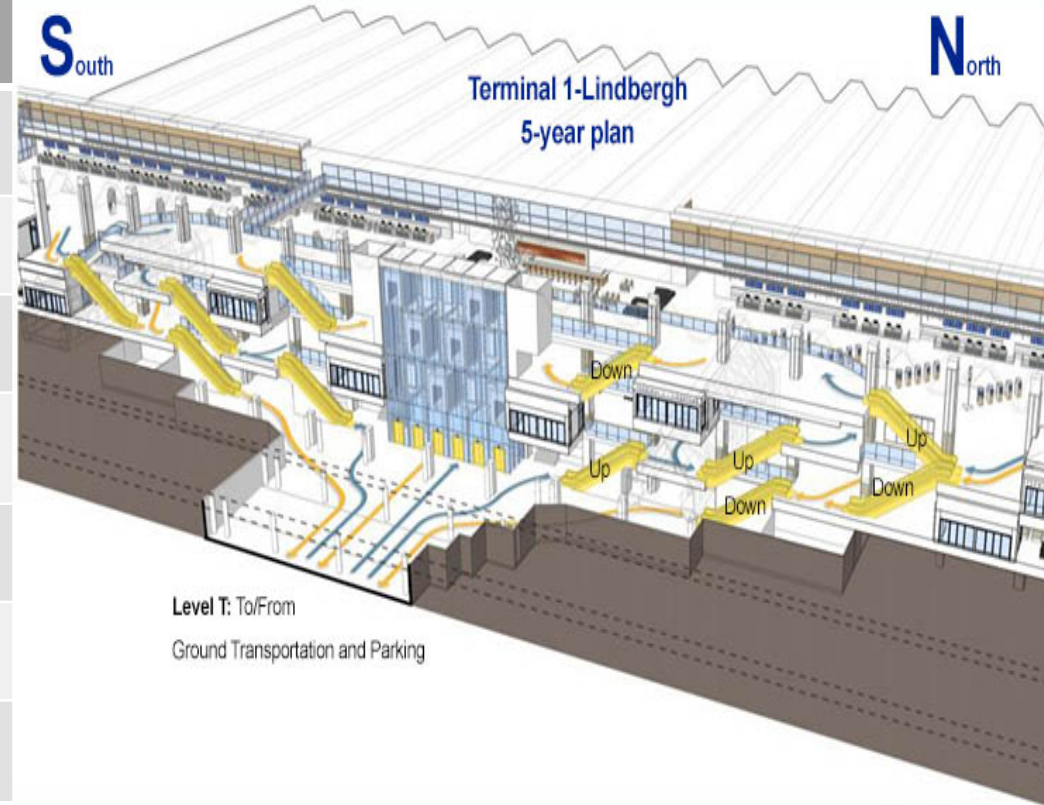 South
North
Terminal 1-Lindbergh
5-year plan
Down
Up
Up
Up
Down
Down
Level T: To/From
Ground Transportation and Parking